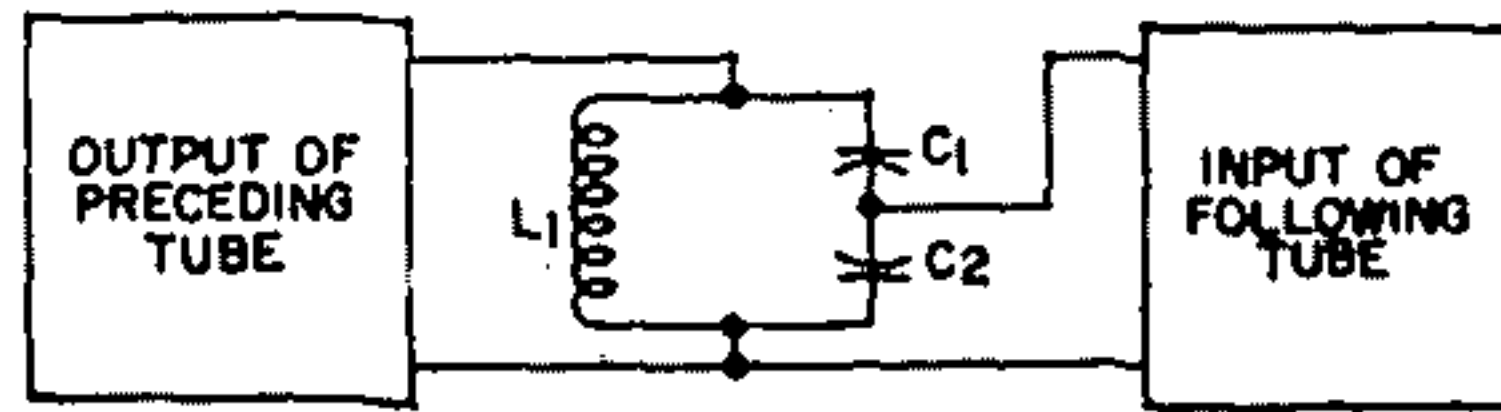 OUTPUT OF
PRECEDING
TUBE
L1
C1
C2
INPUT OF
FOLLOWING
TUBE